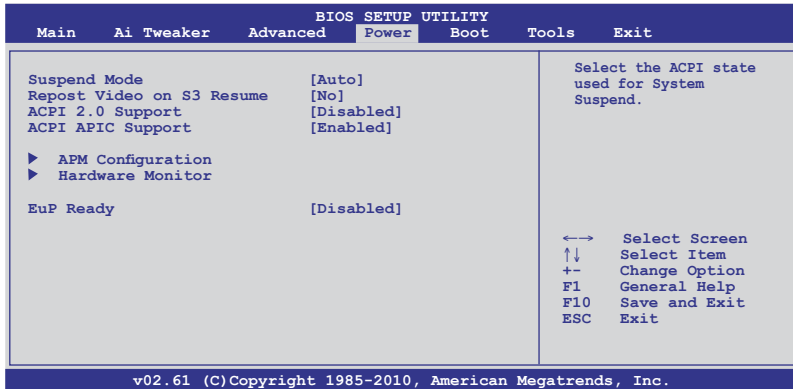 BIOS SETUP UTILITY
Main Ai Tweaker Advanced Power Boot Tools Exit
Suspend Mode [Auto]
Repost Video on S3 Resume [No]
ACPI 2.0 Support [Disabled]
ACPI APIC Support [Enabled]
▶ APM Configuration
▶ Hardware Monitor
EuP Ready [Disabled]
Select the ACPI state
used for System
Suspend.
←→ Select Screen
↑↓ Select Item
+- Change Option
F1 General Help
F10 Save and Exit
ESC Exit
v02.61 (C)Copyright 1985-2010, American Megatrends, Inc.